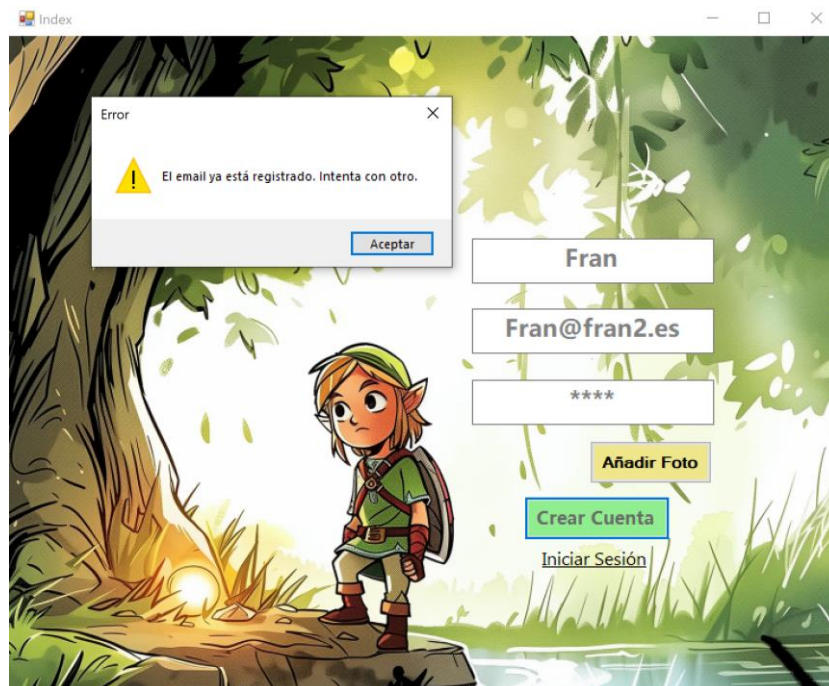 Index
Error
El email ya está registrado. Intenta con otro.
Aceptar
Fran
Fran@fran2.es
****
Añadir Foto
Crear Cuenta
Iniciar Sesión